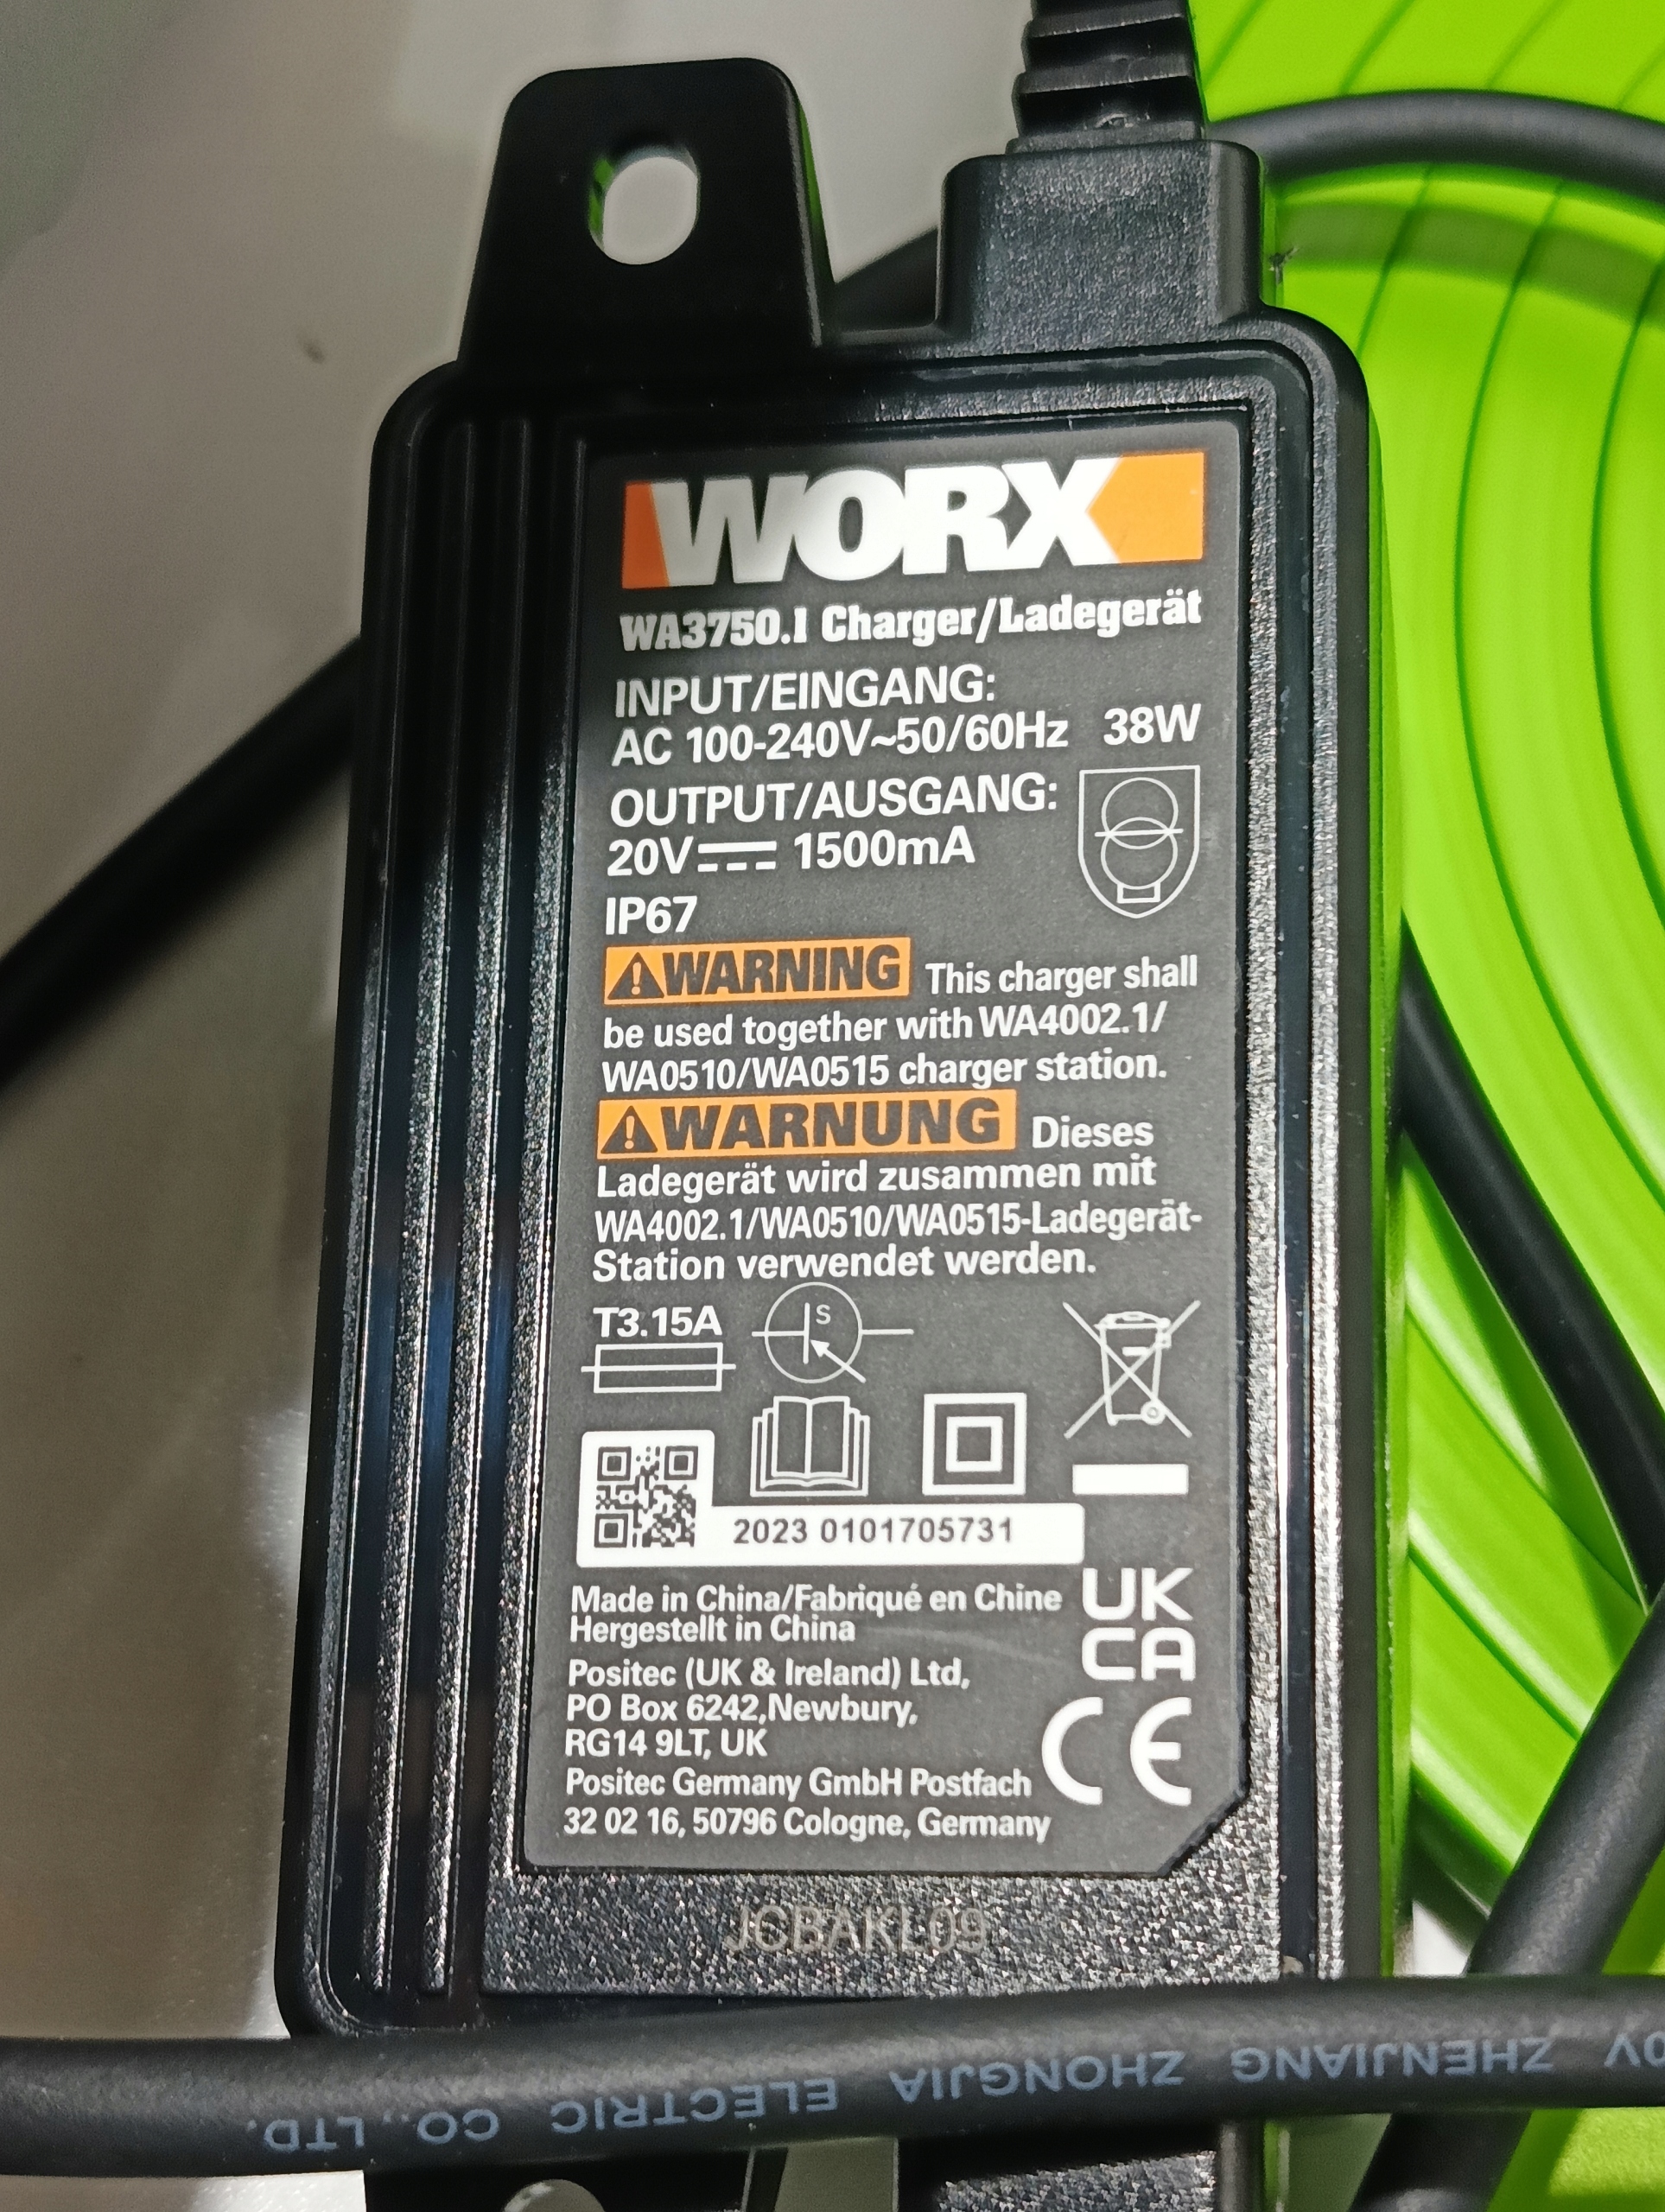 WORX
WA3750.1 Charger/Ladegerät
INPUT/EINGANG:
AC 100-240V~50/60Hz 38W
OUTPUT/AUSGANG:
20V⎓ 1500mA
IP67
⚠WARNING This charger shall
be used together with WA4002.1/
WA0510/WA0515 charger station.
⚠WARNUNG Dieses
Ladegerät wird zusammen mit
WA4002.1/WA0510/WA0515-Ladegerät-
Station verwendet werden.
T3.15A
S
2023 0101705731
Made in China/Fabriqué en Chine
Hergestellt in China
UK
CA
Positec (UK & Ireland) Ltd,
PO Box 6242,Newbury,
RG14 9LT, UK
CE
Positec Germany GmbH Postfach
32 02 16, 50796 Cologne, Germany
JCBAKL09
0V ZHENJIANG ZHONGJIA ELECTRIC CO.,LTD.